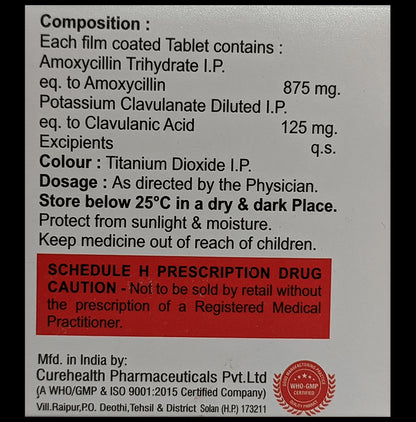 Composition :
Each film coated Tablet contains :
Amoxycillin Trihydrate I.P.
eq. to Amoxycillin 875 mg.
Potassium Clavulanate Diluted I.P.
eq. to Clavulanic Acid 125 mg.
Excipients q.s.
Colour : Titanium Dioxide I.P.
Dosage : As directed by the Physician.
Store below 25°C in a dry & dark Place.
Protect from sunlight & moisture.
Keep medicine out of reach of children.
SCHEDULE H PRESCRIPTION DRUG
CAUTION - Not to be sold by retail without
the prescription of a Registered Medical
Practitioner.
Mfd. in India by:
Curehealth Pharmaceuticals Pvt.Ltd
(A WHO/GMP & ISO 9001:2015 Certified Company)
Vill.Raipur,P.O. Deothi,Tehsil & District Solan (H.P.) 173211
GOOD MANUFACTURING PRACTICE
WHO-GMP
CERTIFIED